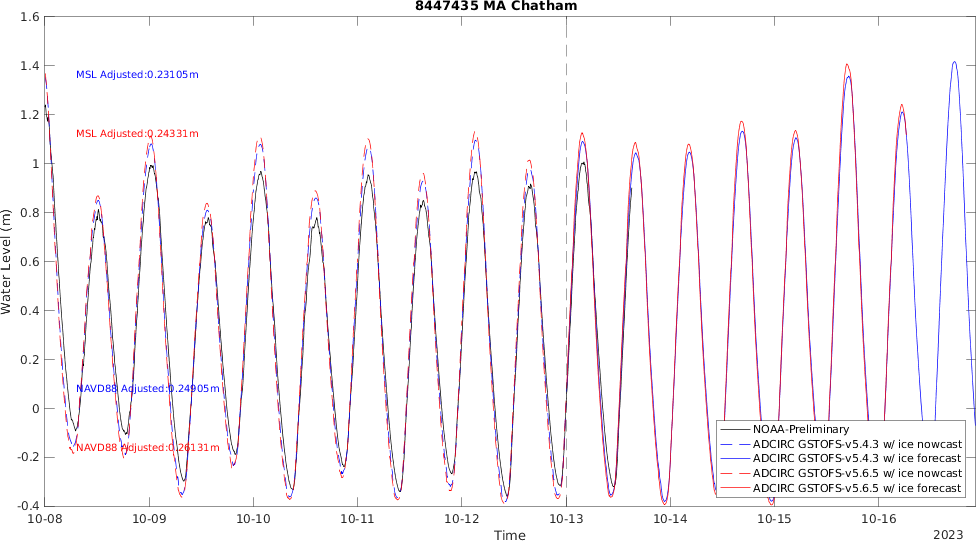 8447435 MA Chatham
Water Level (m)
1.6
1.4
1.2
1
0.8
0.6
0.4
0.2
0
-0.2
-0.4
MSL Adjusted:0.23105m
MSL Adjusted:0.24331m
NAVD88 Adjusted:0.24905m
NAVD88 Adjusted:0.26131m
NOAA-Preliminary
ADCIRC GSTOFS-v5.4.3 w/ ice nowcast
ADCIRC GSTOFS-v5.4.3 w/ ice forecast
ADCIRC GSTOFS-v5.6.5 w/ ice nowcast
ADCIRC GSTOFS-v5.6.5 w/ ice forecast
10-08 10-09 10-10 10-11 10-12 10-13 10-14 10-15 10-16
Time
2023